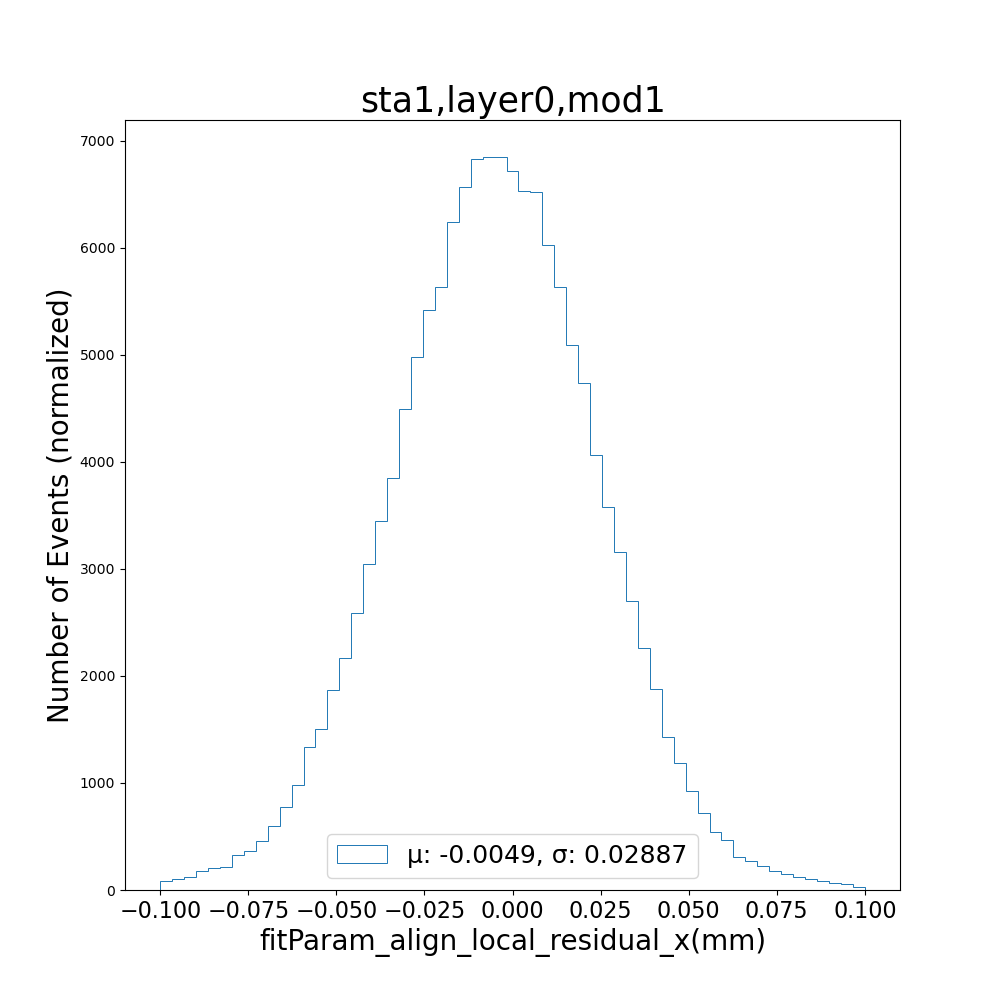 sta1,layer0,mod1
7000
6000
5000
4000
3000
2000
1000
0
Number of Events (normalized)
μ: -0.0049, σ: 0.02887
−0.100 −0.075 −0.050 −0.025 0.000 0.025 0.050 0.075 0.100
fitParam_align_local_residual_x(mm)